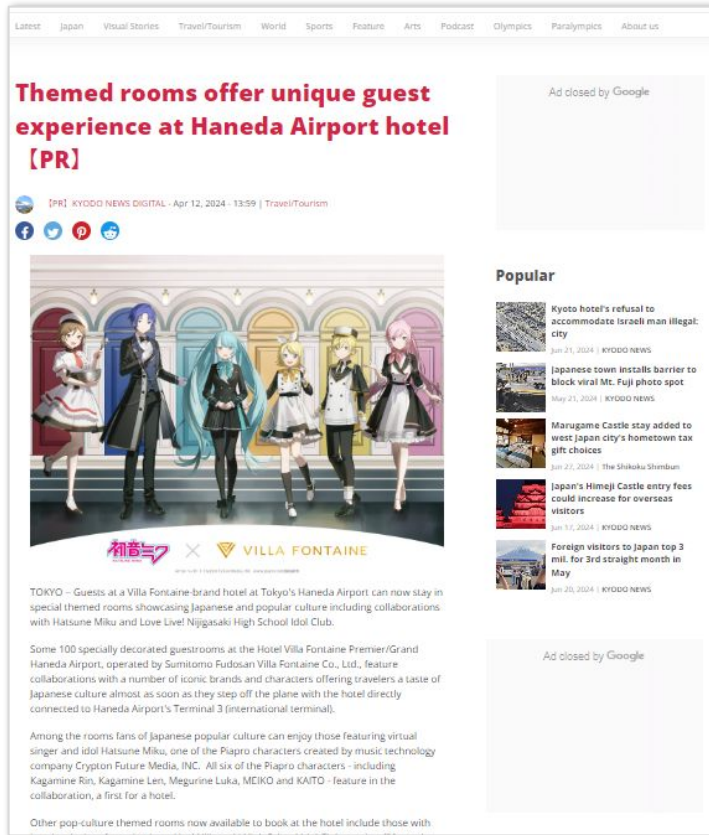 Latest Japan Visual Stories Travel/Tourism World Sports Feature Arts Podcast Olympics Paralympics About us
Themed rooms offer unique guest
experience at Haneda Airport hotel
【PR】
【PR】 KYODO NEWS DIGITAL - Apr 12, 2024 - 13:59 | Travel/Tourism
初音ミク × VILLA FONTAINE
TOKYO – Guests at a Villa Fontaine-brand hotel at Tokyo's Haneda Airport can now stay in
special themed rooms showcasing Japanese and popular culture including collaborations
with Hatsune Miku and Love Live! Nijigasaki High School Idol Club.
Some 100 specially decorated guestrooms at the Hotel Villa Fontaine Premier/Grand
Haneda Airport, operated by Sumitomo Fudosan Villa Fontaine Co., Ltd., feature
collaborations with a number of iconic brands and characters offering travelers a taste of
Japanese culture almost as soon as they step off the plane with the hotel directly
connected to Haneda Airport's Terminal 3 (international terminal).
Among the rooms fans of Japanese popular culture can enjoy those featuring virtual
singer and idol Hatsune Miku, one of the Piapro characters created by music technology
company Crypton Future Media, INC. All six of the Piapro characters - including
Kagamine Rin, Kagamine Len, Megurine Luka, MEIKO and KAITO - feature in the
collaboration, a first for a hotel.
Other pop-culture themed rooms now available to book at the hotel include those with
Ad closed by Google
Popular
Kyoto hotel's refusal to
accommodate Israeli man illegal:
city
Jun 21, 2024 | KYODO NEWS
Japanese town installs barrier to
block viral Mt. Fuji photo spot
May 21, 2024 | KYODO NEWS
Marugame Castle stay added to
west Japan city's hometown tax
gift choices
Jun 27, 2024 | The Shikoku Shimbun
Japan's Himeji Castle entry fees
could increase for overseas
visitors
Jun 17, 2024 | KYODO NEWS
Foreign visitors to Japan top 3
mil. for 3rd straight month in
May
Jun 20, 2024 | KYODO NEWS
Ad closed by Google